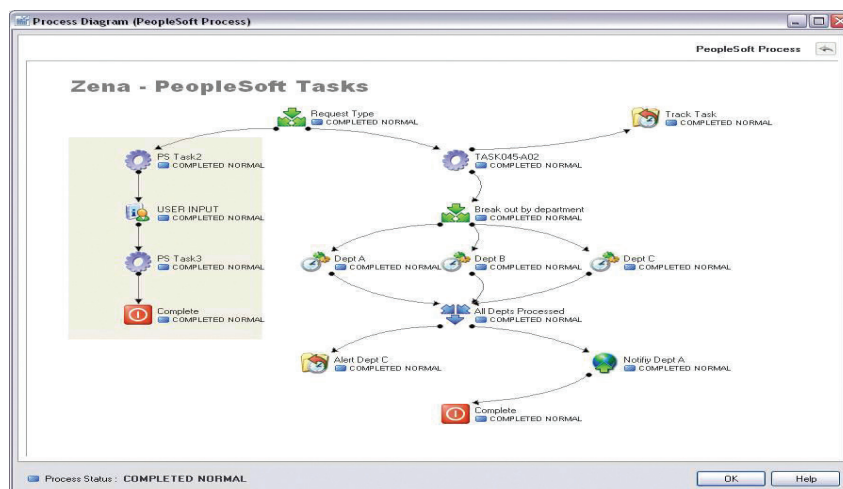 Process Diagram (PeopleSoft Process)
PeopleSoft Process
Zena - PeopleSoft Tasks
Request Type
COMPLETED NORMAL
Track Task
COMPLETED NORMAL
PS Task2
COMPLETED NORMAL
TASK045-A02
COMPLETED NORMAL
USER INPUT
COMPLETED NORMAL
Break out by department
COMPLETED NORMAL
PS Task3
COMPLETED NORMAL
Dept A
COMPLETED NORMAL
Dept B
COMPLETED NORMAL
Dept C
COMPLETED NORMAL
Complete
COMPLETED NORMAL
All Depts Processed
COMPLETED NORMAL
Alert Dept C
COMPLETED NORMAL
Notifiy Dept A
COMPLETED NORMAL
Complete
COMPLETED NORMAL
Process Status : COMPLETED NORMAL
OK
Help